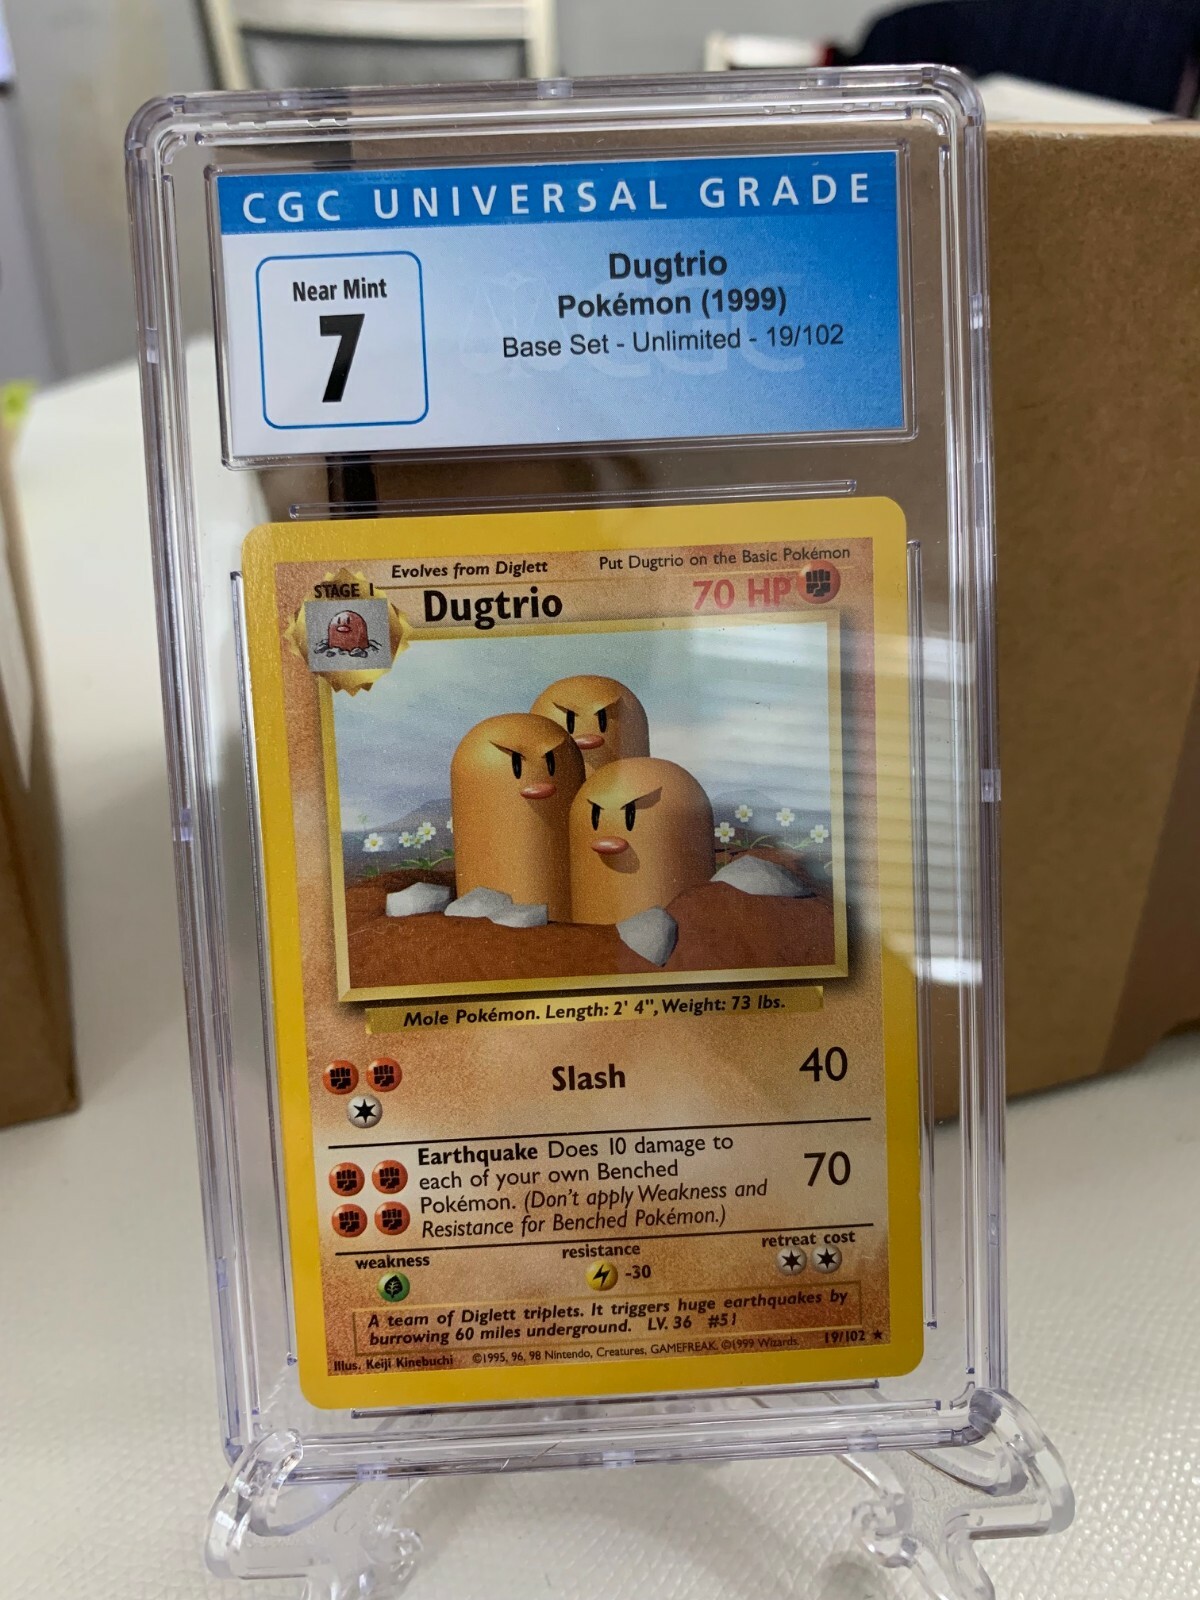 CGC UNIVERSAL GRADE
Near Mint
7
Dugtrio
Pokémon (1999)
Base Set - Unlimited - 19/102
CGC
Evolves from Diglett
Put Dugtrio on the Basic Pokémon
STAGE 1
Dugtrio
70 HP
Mole Pokémon. Length: 2' 4", Weight: 73 lbs.
Slash
40
Earthquake Does 10 damage to
each of your own Benched
Pokémon. (Don't apply Weakness and
Resistance for Benched Pokémon.)
70
weakness
resistance
retreat cost
-30
A team of Diglett triplets. It triggers huge earthquakes by
burrowing 60 miles underground. LV. 36 #51
Illus. Keiji Kinebuchi ©1995, 96, 98 Nintendo, Creatures, GAMEFREAK. ©1999 Wizards. 19/102 ★